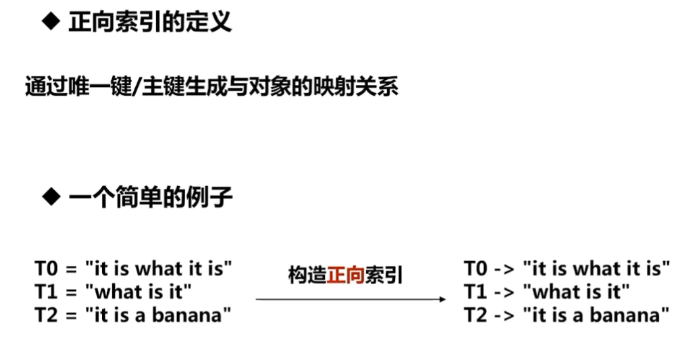 ◆ 正向索引的定义
通过唯一键/主键生成与对象的映射关系
◆ 一个简单的例子
T0 = "it is what it is"
T1 = "what is it"
T2 = "it is a banana"
构造正向索引
T0 -> "it is what it is"
T1 -> "what is it"
T2 -> "it is a banana"